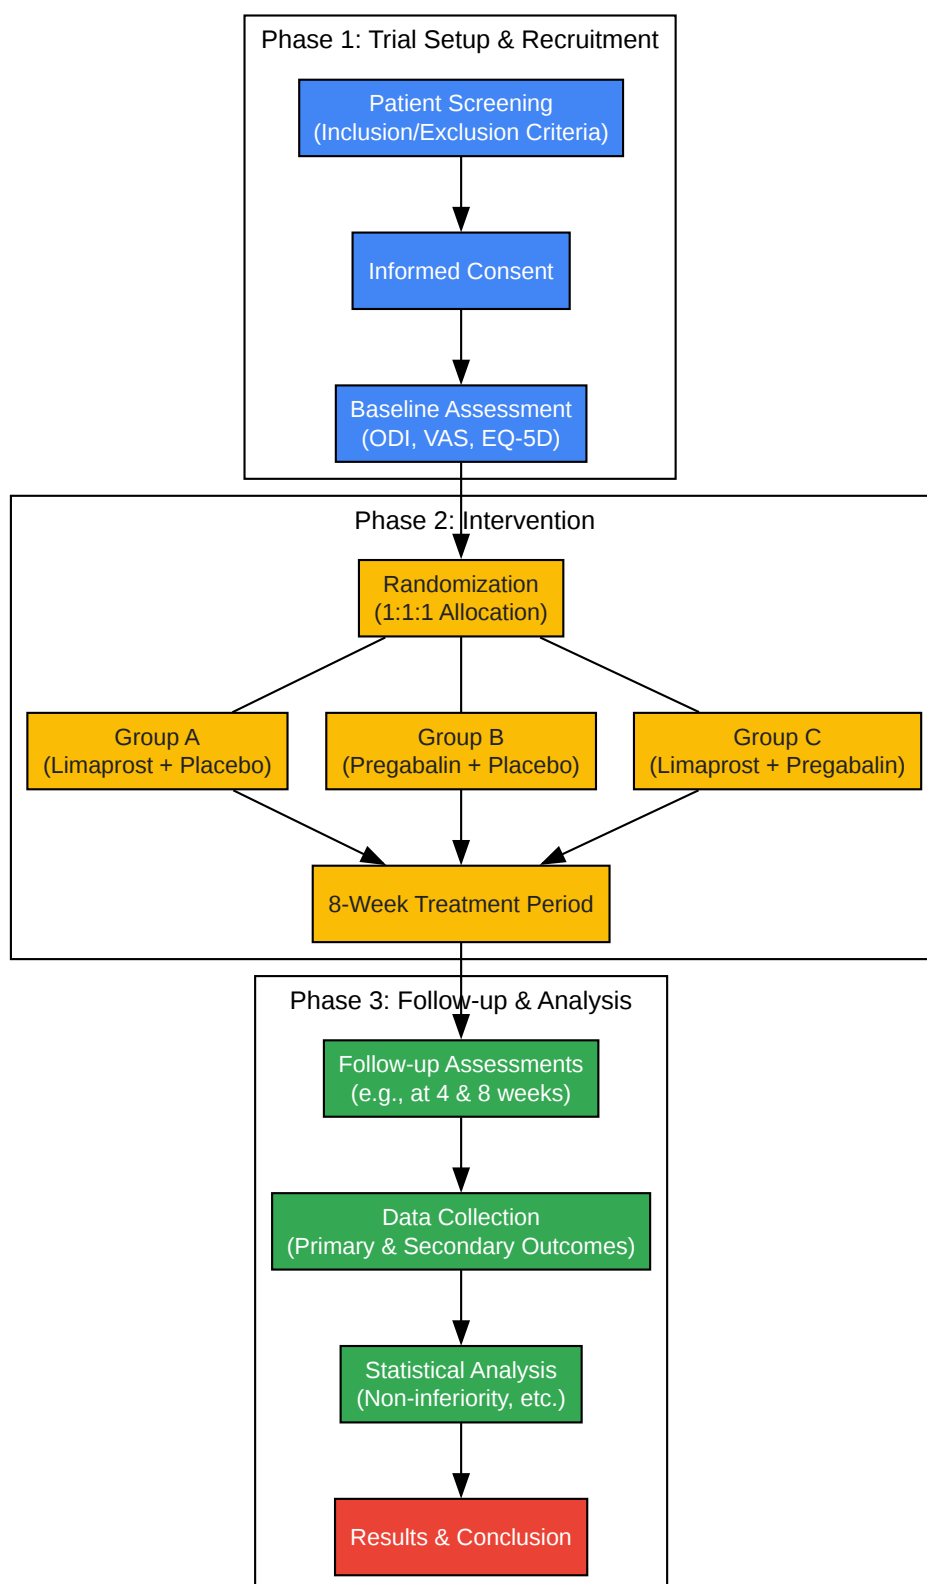 Phase 1: Trial Setup & Recruitment
Patient Screening
(Inclusion/Exclusion Criteria)
Informed Consent
Baseline Assessment
(ODI, VAS, EQ-5D)
Phase 2: Intervention
Randomization
(1:1:1 Allocation)
Group A
(Limaprost + Placebo)
Group B
(Pregabalin + Placebo)
Group C
(Limaprost + Pregabalin)
8-Week Treatment Period
Phase 3: Follow-up & Analysis
Follow-up Assessments
(e.g., at 4 & 8 weeks)
Data Collection
(Primary & Secondary Outcomes)
Statistical Analysis
(Non-inferiority, etc.)
Results & Conclusion